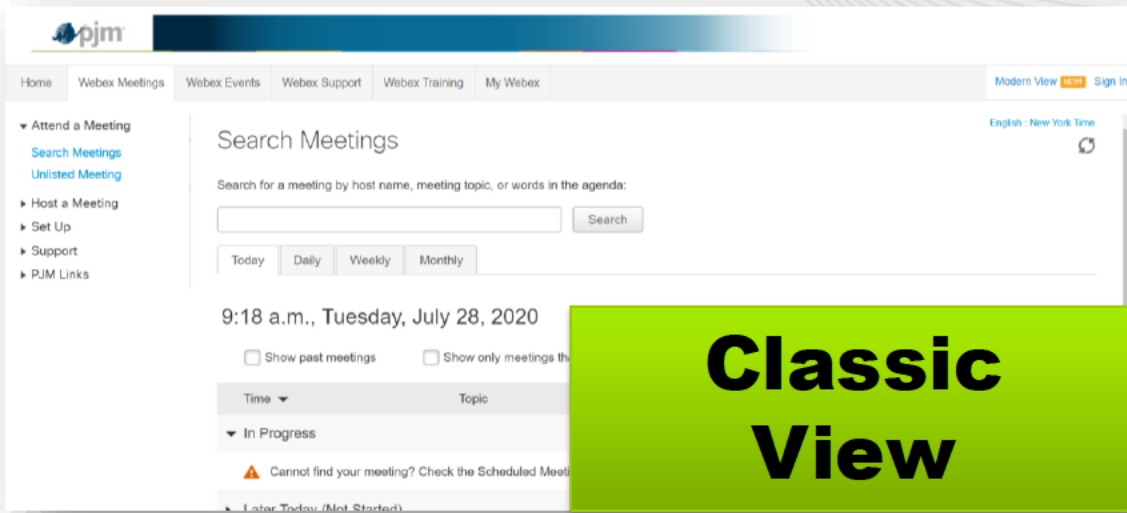 pjm
Home Webex Meetings Webex Events Webex Support Webex Training My Webex Modern View NEW! Sign In
Attend a Meeting
Search Meetings
Unlisted Meeting
Host a Meeting
Set Up
Support
PJM Links
English : New York Time
Search Meetings
Search for a meeting by host name, meeting topic, or words in the agenda:
Search
Today Daily Weekly Monthly
9:18 a.m., Tuesday, July 28, 2020
Show past meetings Show only meetings
Time Topic
In Progress
Cannot find your meeting? Check the Scheduled
Later Today (Not Started)
Classic
View